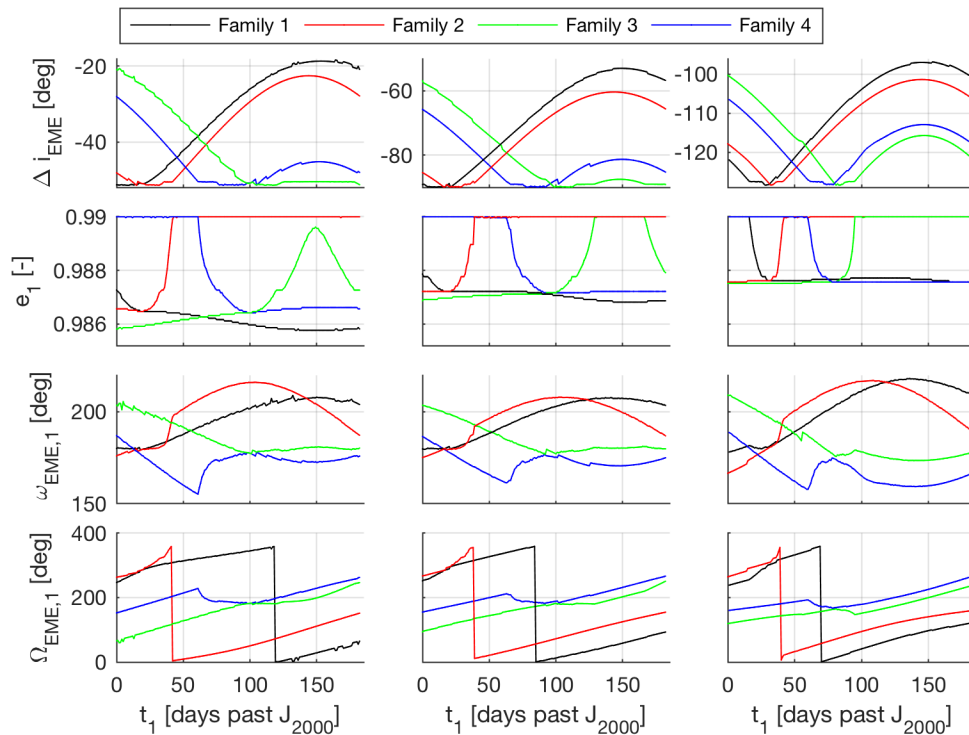 Family 1 Family 2 Family 3 Family 4
Δ i_EME [deg]
-20
-40
-60
-80
-100
-110
-120
e_1 [-]
0.99
0.988
0.986
ω_EME,1 [deg]
200
150
Ω_EME,1 [deg]
400
200
0
0 50 100 150 0 50 100 150 0 50 100 150
t_1 [days past J_2000] t_1 [days past J_2000] t_1 [days past J_2000]